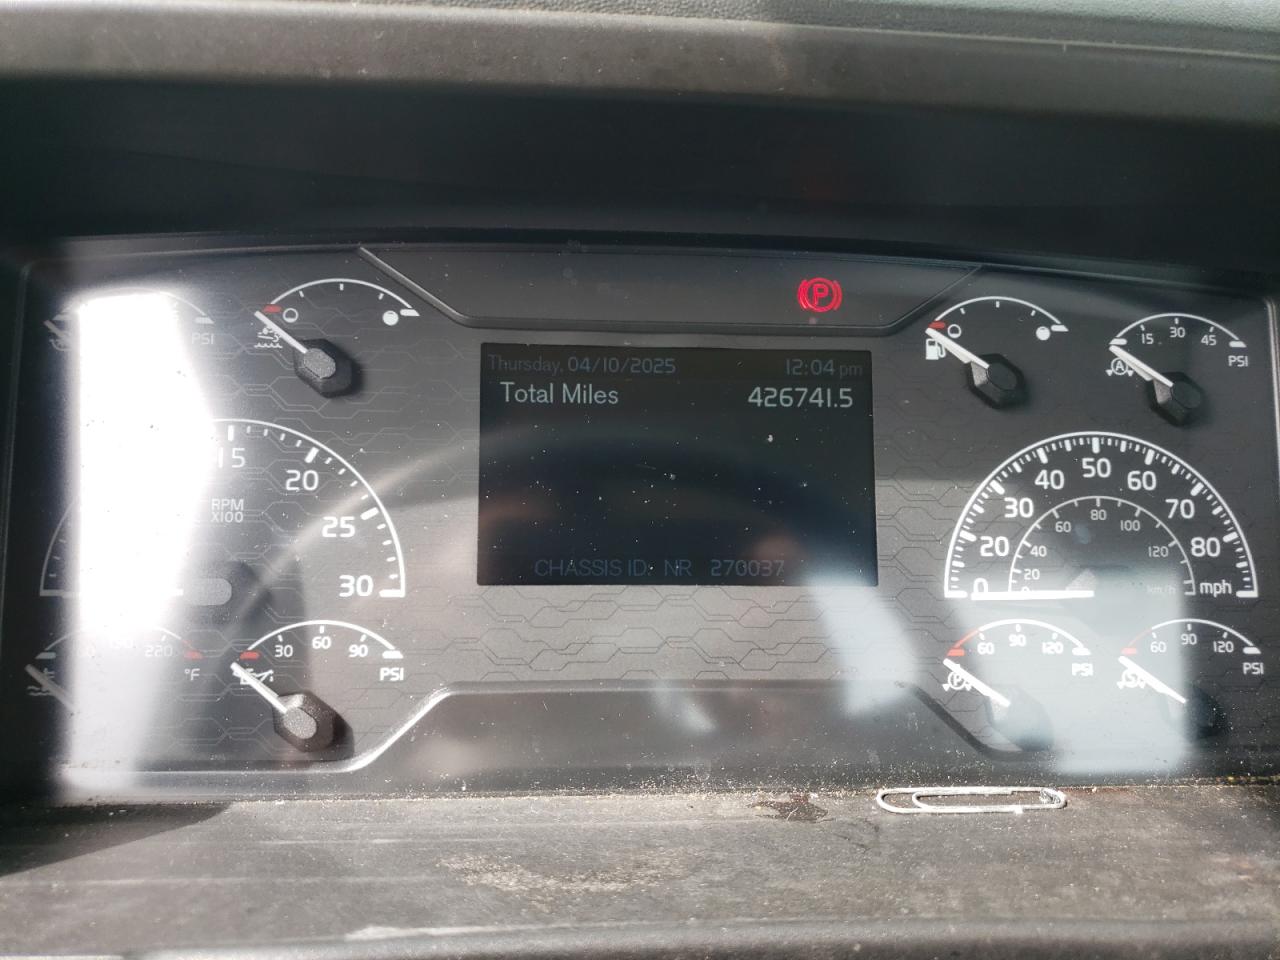 P
PSI
15 30 45
PSI
A
Thursday, 04/10/2025 12:04 pm
Total Miles 426741.5
CHASSIS ID: NR 270037
15
20
25
30
RPM
X100
0
20
30
40
50
60
70
80
mph
0
20
40
60
80
100
120
km/h
220
°F
30 60 90
PSI
60 90 120
PSI
P
60 90 120
PSI
S